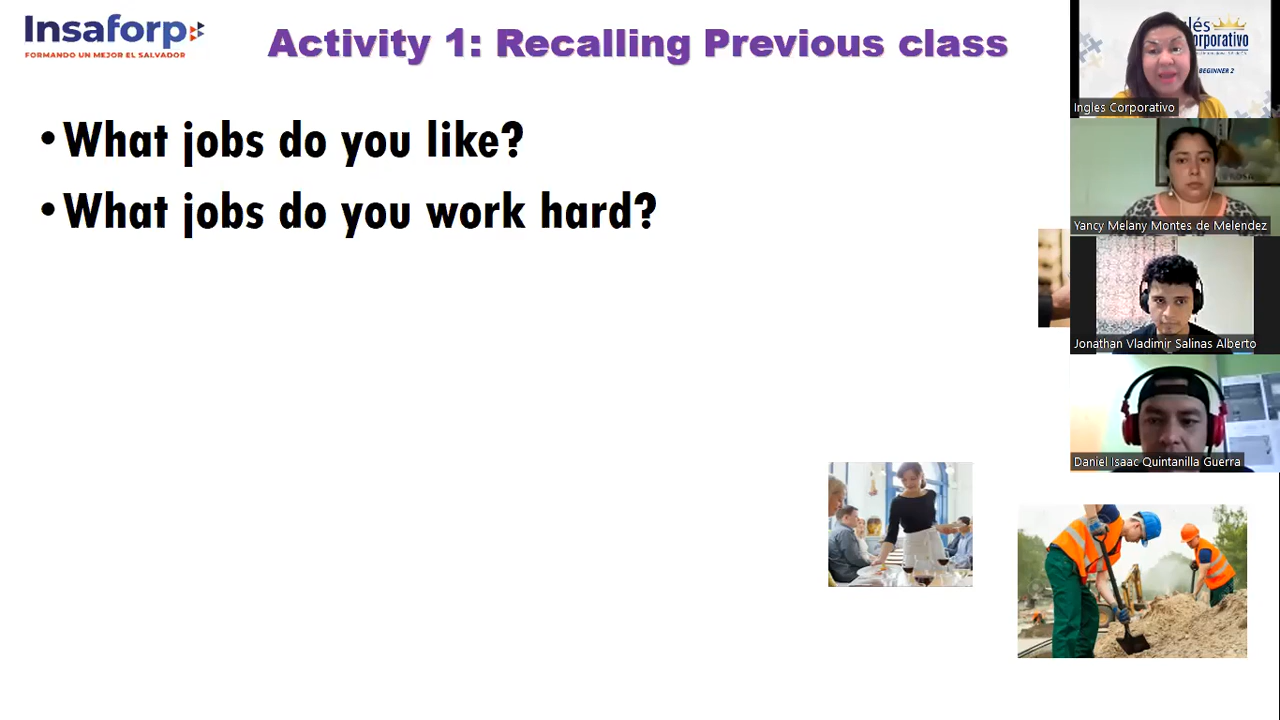 Insaforp
FORMANDO UN MEJOR EL SALVADOR
Activity 1: Recalling Previous class
•What jobs do you like?
•What jobs do you work hard?
glés
orporativo
BEGINNER 2
Ingles Corporativo
Yancy Melany Montes de Melendez
Jonathan Vladimir Salinas Alberto
Daniel Isaac Quintanilla Guerra